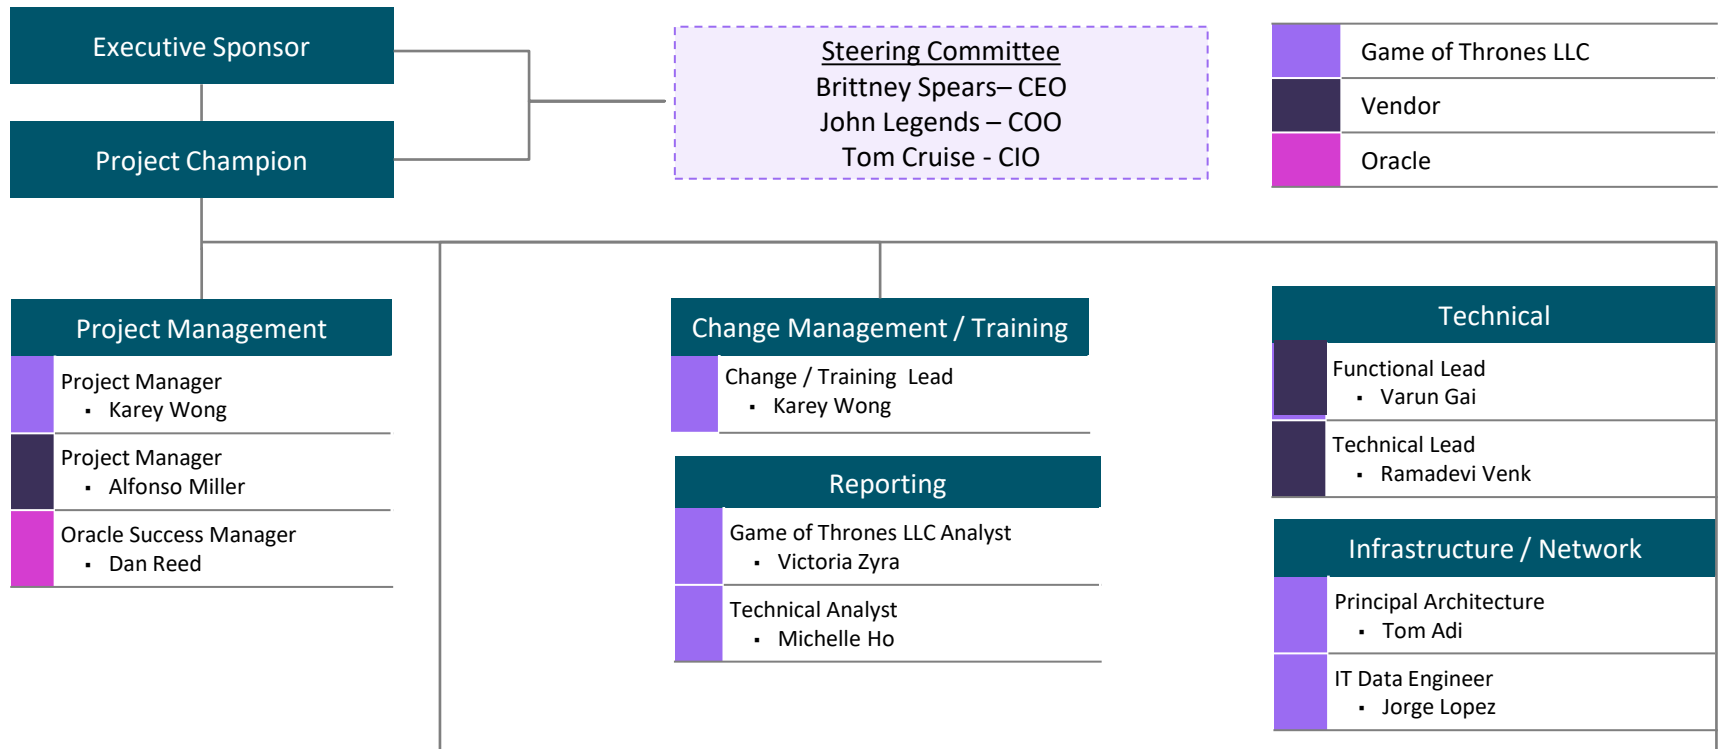 Executive Sponsor
Project Champion
Steering Committee
Brittney Spears– CEO
John Legends – COO
Tom Cruise - CIO
Game of Thrones LLC
Vendor
Oracle
Project Management
Project Manager
▪ Karey Wong
Project Manager
▪ Alfonso Miller
Oracle Success Manager
▪ Dan Reed
Change Management / Training
Change / Training Lead
▪ Karey Wong
Reporting
Game of Thrones LLC Analyst
▪ Victoria Zyra
Technical Analyst
▪ Michelle Ho
Technical
Functional Lead
▪ Varun Gai
Technical Lead
▪ Ramadevi Venk
Infrastructure / Network
Principal Architecture
▪ Tom Adi
IT Data Engineer
▪ Jorge Lopez